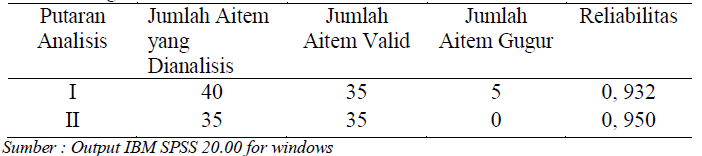 Putaran Jumlah Aitem Jumlah Jumlah Reliabilitas
Analisis yang Aitem Valid Aitem Gugur
Dianalisis
I 40 35 5 0, 932
II 35 35 0 0, 950
Sumber : Output IBM SPSS 20.00 for windows